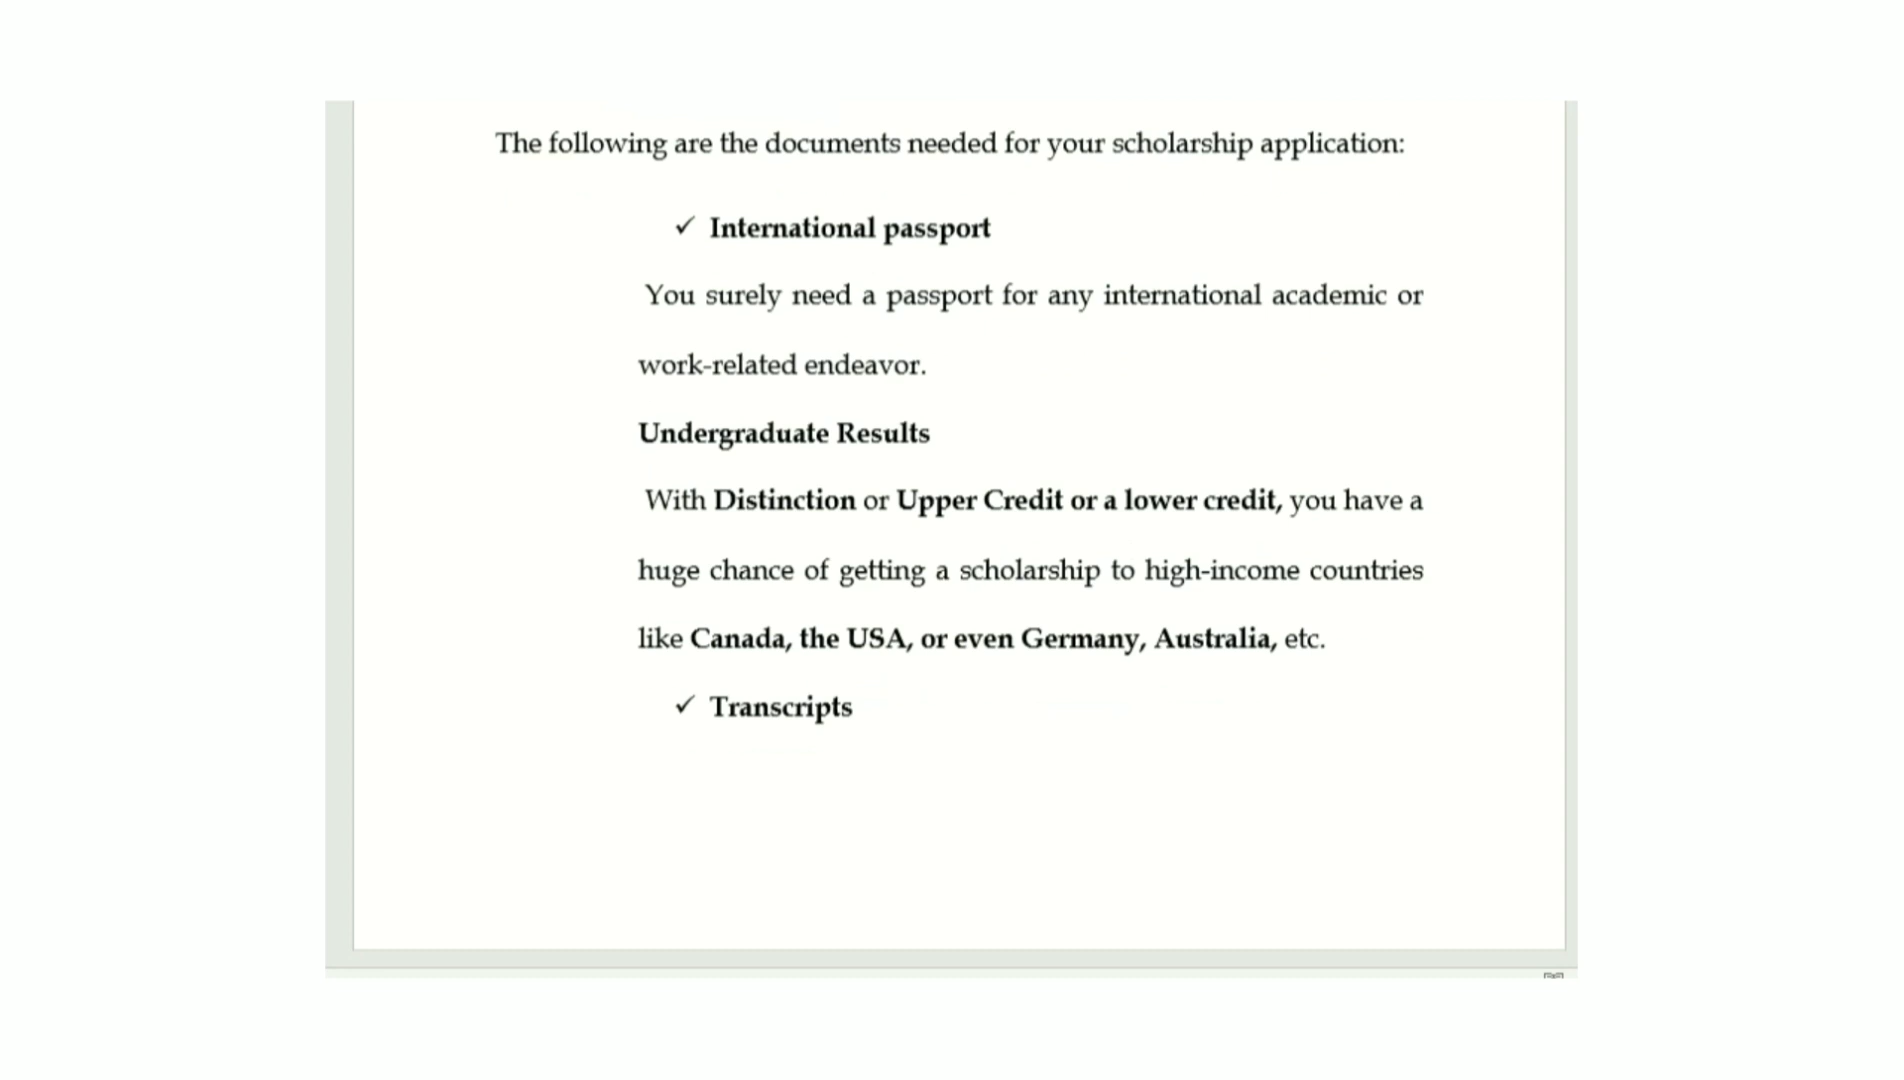 The following are the documents needed for your scholarship application:
✓ International passport
You surely need a passport for any international academic or
work-related endeavor.
Undergraduate Results
With Distinction or Upper Credit or a lower credit, you have a
huge chance of getting a scholarship to high-income countries
like Canada, the USA, or even Germany, Australia, etc.
✓ Transcripts